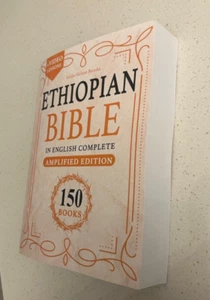 ETHIOPIAN
BIBLE
IN ENGLISH COMPLETE
AMPLIFIED EDITION
150
BOOKS